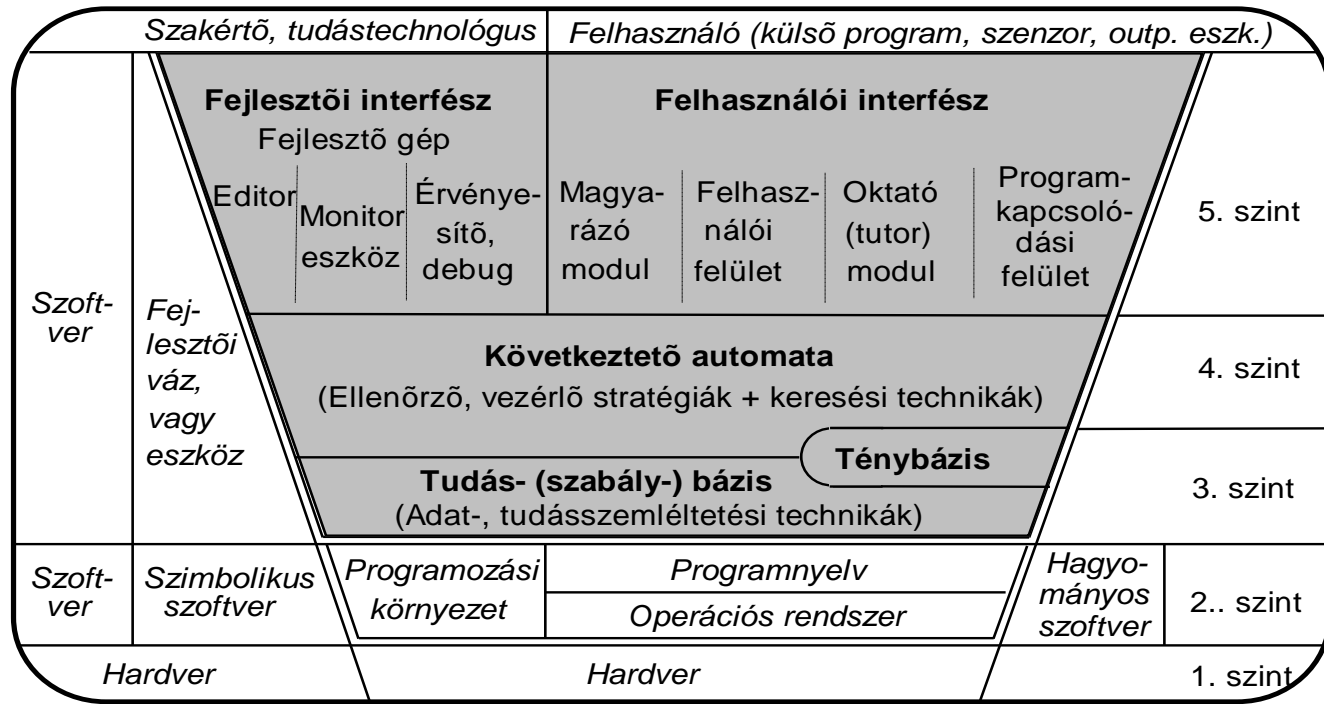 Szakértõ, tudástechnológus
Felhasználó (külsõ program, szenzor, outp. eszk.)
Fejlesztõi interfész
Fejlesztõ gép
Editor
Monitor
eszköz
Érvénye-
sítõ,
debug
Felhasználói interfész
Magya-
rázó
modul
Felhasz-
nálói
felület
Oktató
(tutor)
modul
Program-
kapcsoló-
dási
felület
5. szint
Szoft-
ver
Fej-
lesztõi
váz,
vagy
eszköz
Következtetõ automata
(Ellenõrzõ, vezérlõ stratégiák + keresési technikák)
4. szint
Ténybázis
Tudás- (szabály-) bázis
(Adat-, tudásszemléltetési technikák)
3. szint
Szoft-
ver
Szimbolikus
szoftver
Programozási
környezet
Programnyelv
Operációs rendszer
Hagyo-
mányos
szoftver
2.. szint
Hardver
Hardver
1. szint